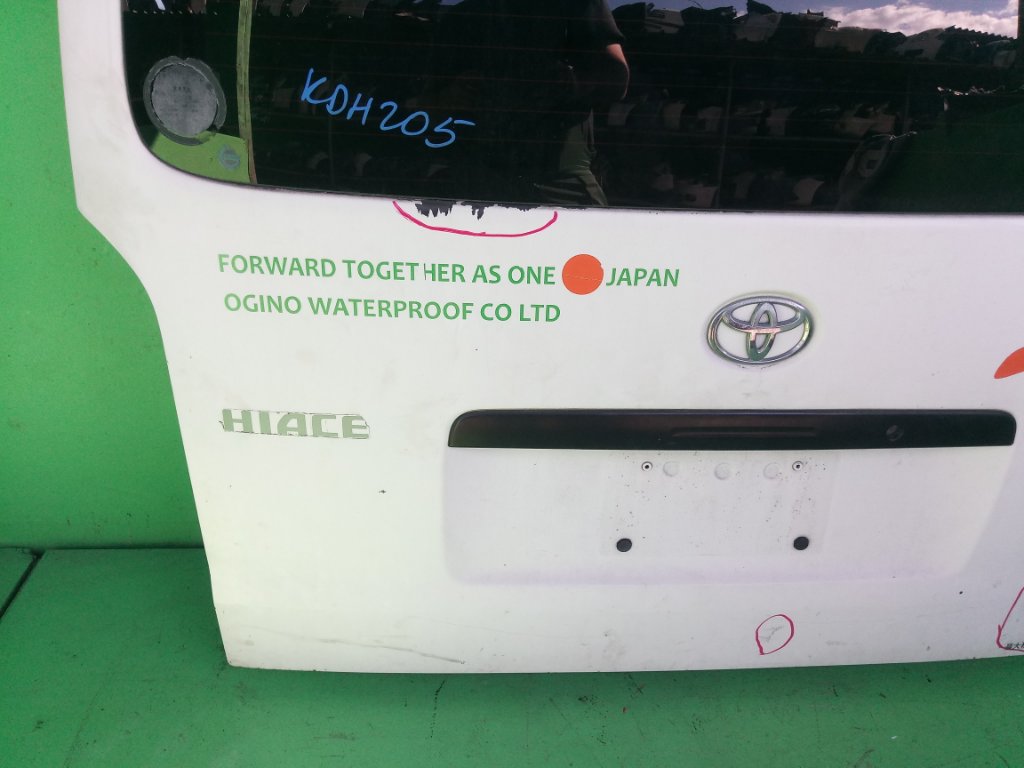 KDH205
FORWARD TOGETHER AS ONE JAPAN
OGINO WATERPROOF CO LTD
HIACE